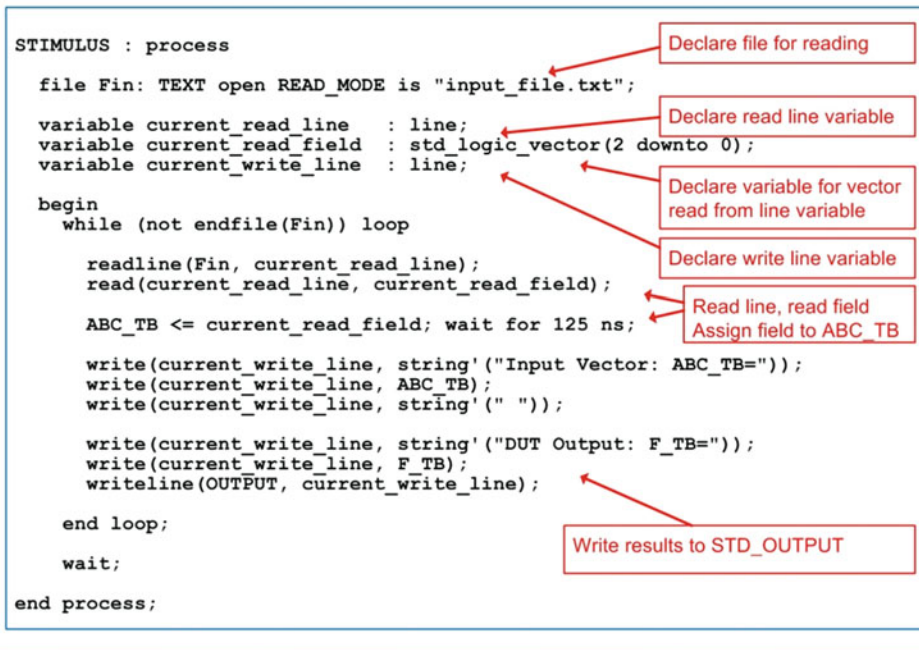 STIMULUS : process
Declare file for reading
file Fin: TEXT open READ_MODE is "input_file.txt";
Declare read line variable
variable current_read_line : line;
variable current_read_field : std_logic_vector(2 downto 0);
variable current_write_line : line;
Declare variable for vector
read from line variable
begin
while (not endfile(Fin)) loop
Declare write line variable
readline(Fin, current_read_line);
read(current_read_line, current_read_field);
Read line, read field
Assign field to ABC_TB
ABC_TB <= current_read_field; wait for 125 ns;
write(current_write_line, string'("Input Vector: ABC_TB="));
write(current_write_line, ABC_TB);
write(current_write_line, string'(" "));
write(current_write_line, string'("DUT Output: F_TB="));
write(current_write_line, F_TB);
writeline(OUTPUT, current_write_line);
end loop;
Write results to STD_OUTPUT
wait;
end process;